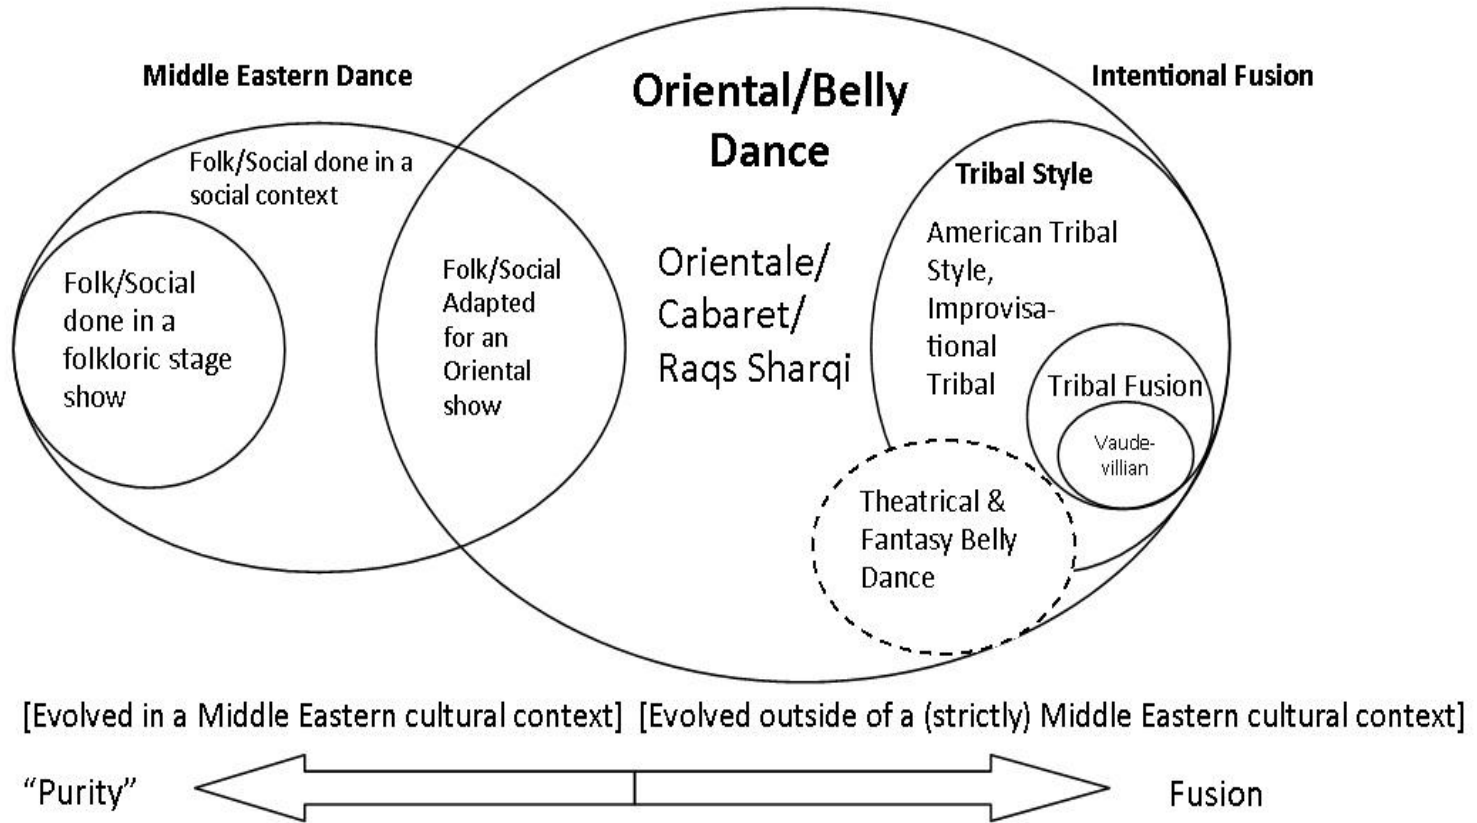 Middle Eastern Dance
Oriental/Belly
Dance
Intentional Fusion
Folk/Social done in a
social context
Folk/Social
done in a
folkloric stage
show
Folk/Social
Adapted
for an
Oriental
show
Orientale/
Cabaret/
Raqs Sharqi
Tribal Style
American Tribal
Style,
Improvisa-
tional
Tribal
Tribal Fusion
Vaude-
villian
Theatrical &
Fantasy Belly
Dance
[Evolved in a Middle Eastern cultural context]
[Evolved outside of a (strictly) Middle Eastern cultural context]
“Purity”
Fusion